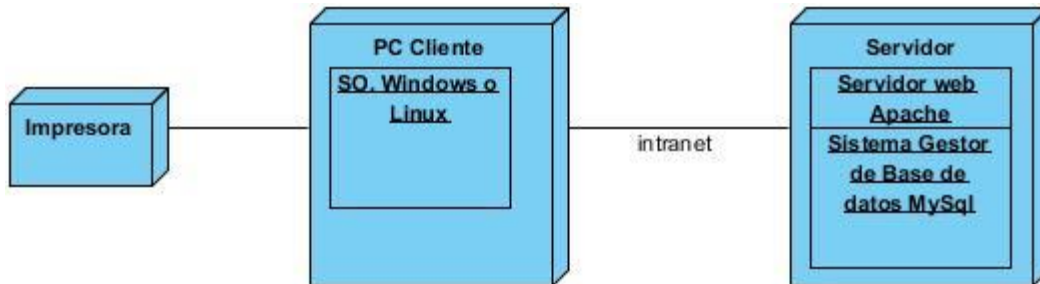 Impresora
PC Cliente
SO. Windows o
Linux
intranet
Servidor
Servidor web
Apache
Sistema Gestor
de Base de
datos MySql